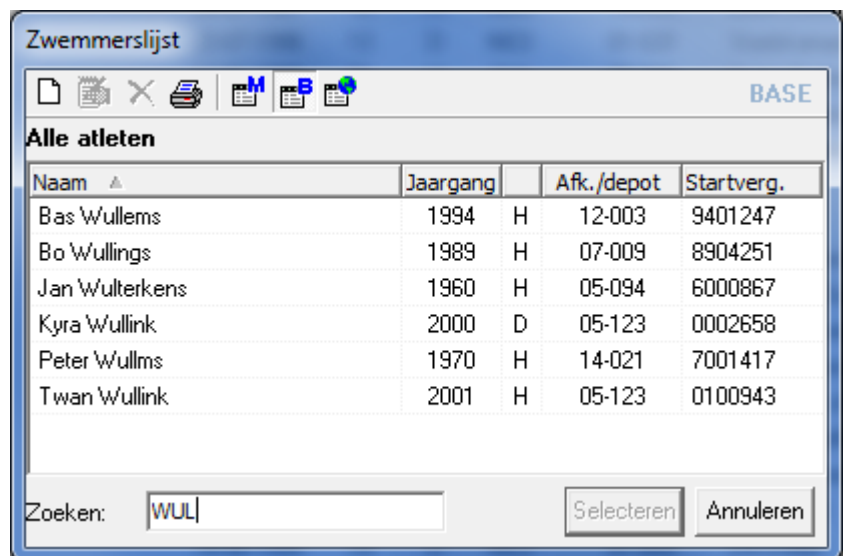 Zwemmerslijst
M B BASE
Alle atleten
Naam Jaargang Afk./depot Startverg.
Bas Wullems 1994 H 12-003 9401247
Bo Wullings 1989 H 07-009 8904251
Jan Wulterkens 1960 H 05-094 6000867
Kyra Wullink 2000 D 05-123 0002658
Peter Wullms 1970 H 14-021 7001417
Twan Wullink 2001 H 05-123 0100943
Zoeken: WUL Selecteren Annuleren